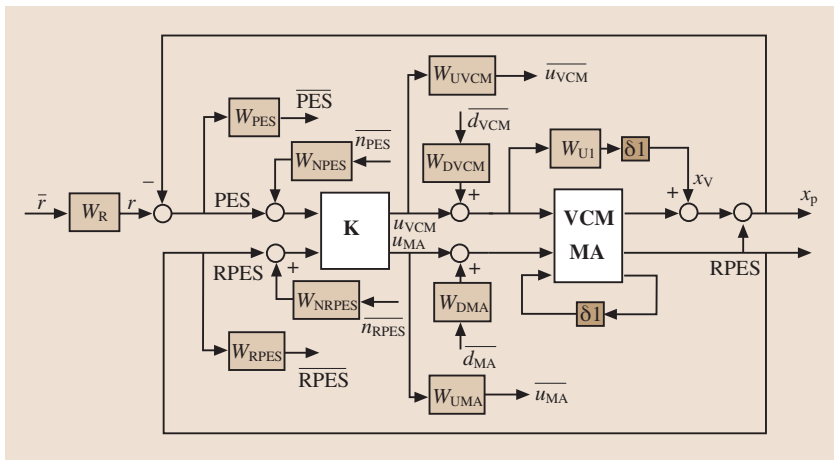 W_UVCM
u_VCM
W_PES
PES
d_VCM
n_PES
W_NPES
W_DVCM
W_U1
δ1
r
W_R
r
−
PES
+
+
x_V
x_p
K
u_VCM
u_MA
VCM
MA
RPES
+
+
RPES
W_NRPES
n_RPES
W_DMA
δ1
W_RPES
RPES
d_MA
W_UMA
u_MA